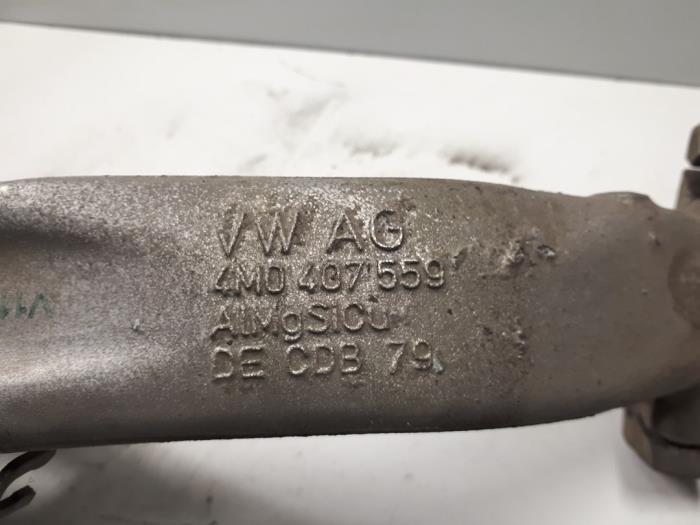 VW AG
4M0 407 559
AlMgSiCu
DE CDB 79